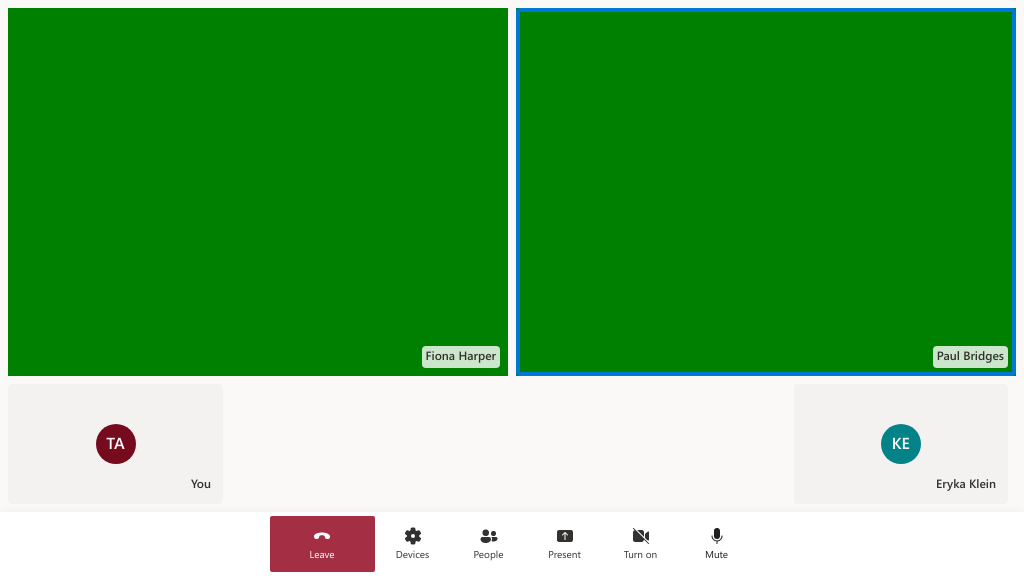 Fiona Harper
Paul Bridges
TA
You
KE
Eryka Klein
Leave
Devices
People
Present
Turn on
Mute